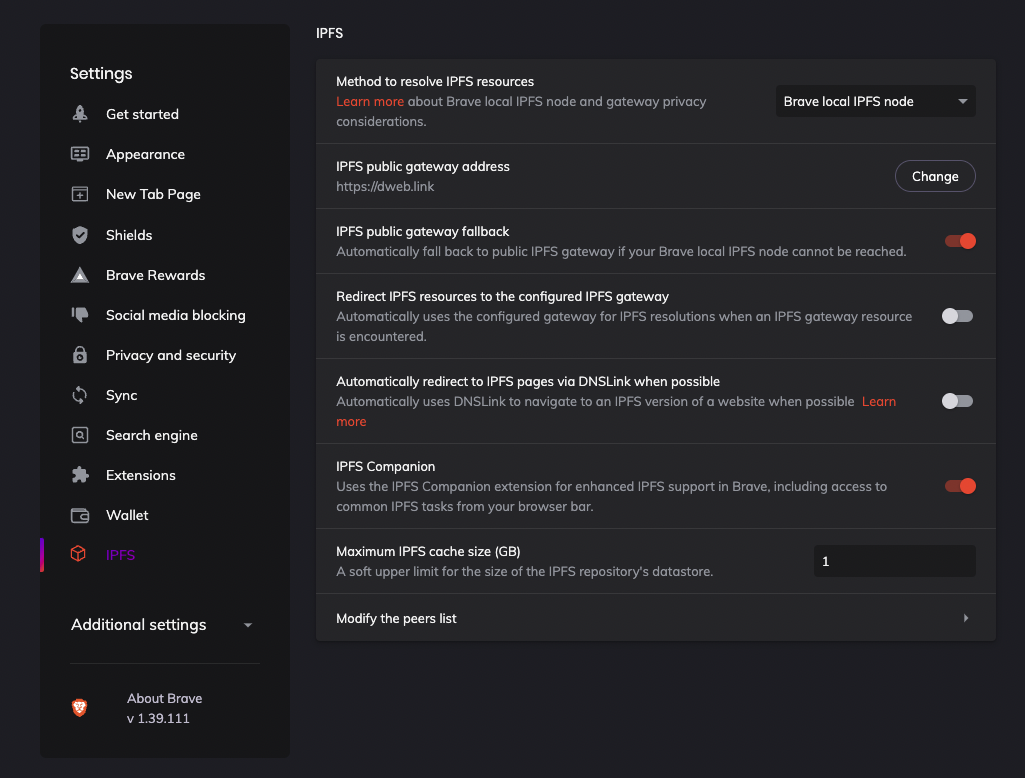 Settings
Get started
Appearance
New Tab Page
Shields
Brave Rewards
Social media blocking
Privacy and security
Sync
Search engine
Extensions
Wallet
IPFS
Additional settings
About Brave
v 1.39.111
IPFS
Method to resolve IPFS resources
Learn more about Brave local IPFS node and gateway privacy
considerations.
Brave local IPFS node
IPFS public gateway address
https://dweb.link
Change
IPFS public gateway fallback
Automatically fall back to public IPFS gateway if your Brave local IPFS node cannot be reached.
Redirect IPFS resources to the configured IPFS gateway
Automatically uses the configured gateway for IPFS resolutions when an IPFS gateway resource
is encountered.
Automatically redirect to IPFS pages via DNSLink when possible
Automatically uses DNSLink to navigate to an IPFS version of a website when possible Learn
more
IPFS Companion
Uses the IPFS Companion extension for enhanced IPFS support in Brave, including access to
common IPFS tasks from your browser bar.
Maximum IPFS cache size (GB)
A soft upper limit for the size of the IPFS repository's datastore.
1
Modify the peers list